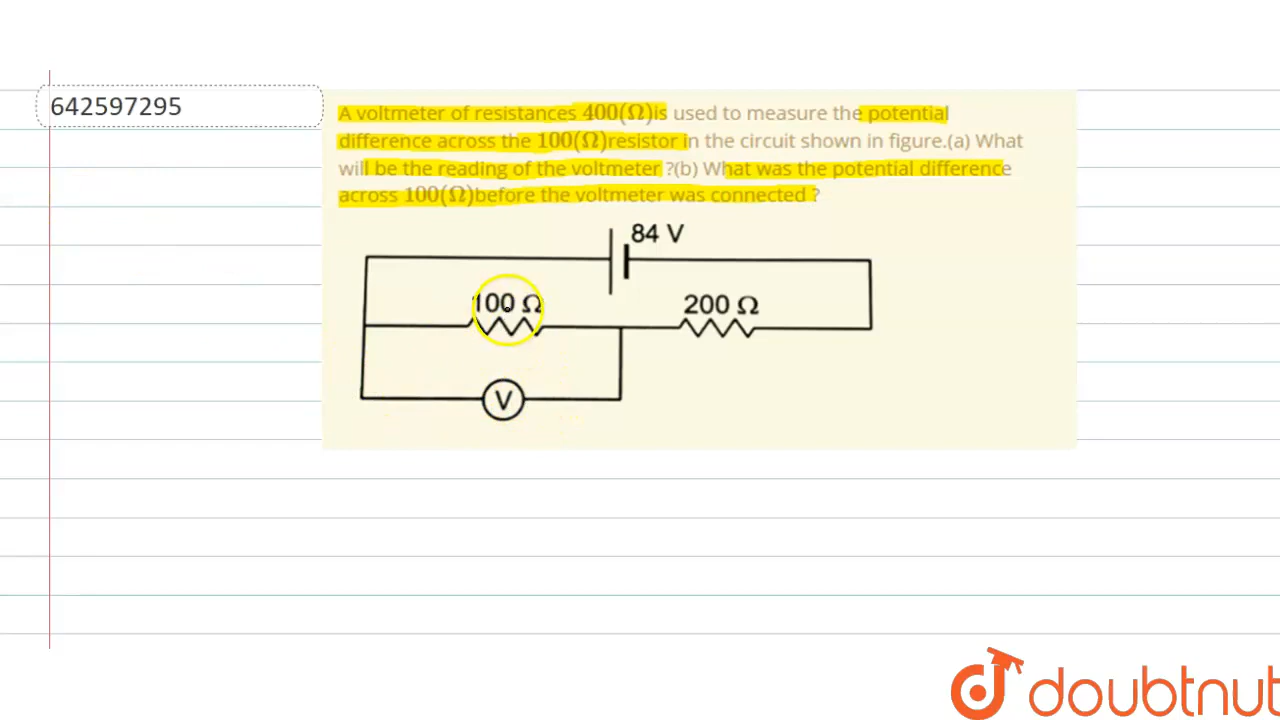 642597295
A voltmeter of resistances 400(Ω)is used to measure the potential
difference across the 100(Ω)resistor in the circuit shown in figure.(a) What
will be the reading of the voltmeter ?(b) What was the potential difference
across 100(Ω)before the voltmeter was connected ?
84 V
100 Ω
200 Ω
V
doubtnut